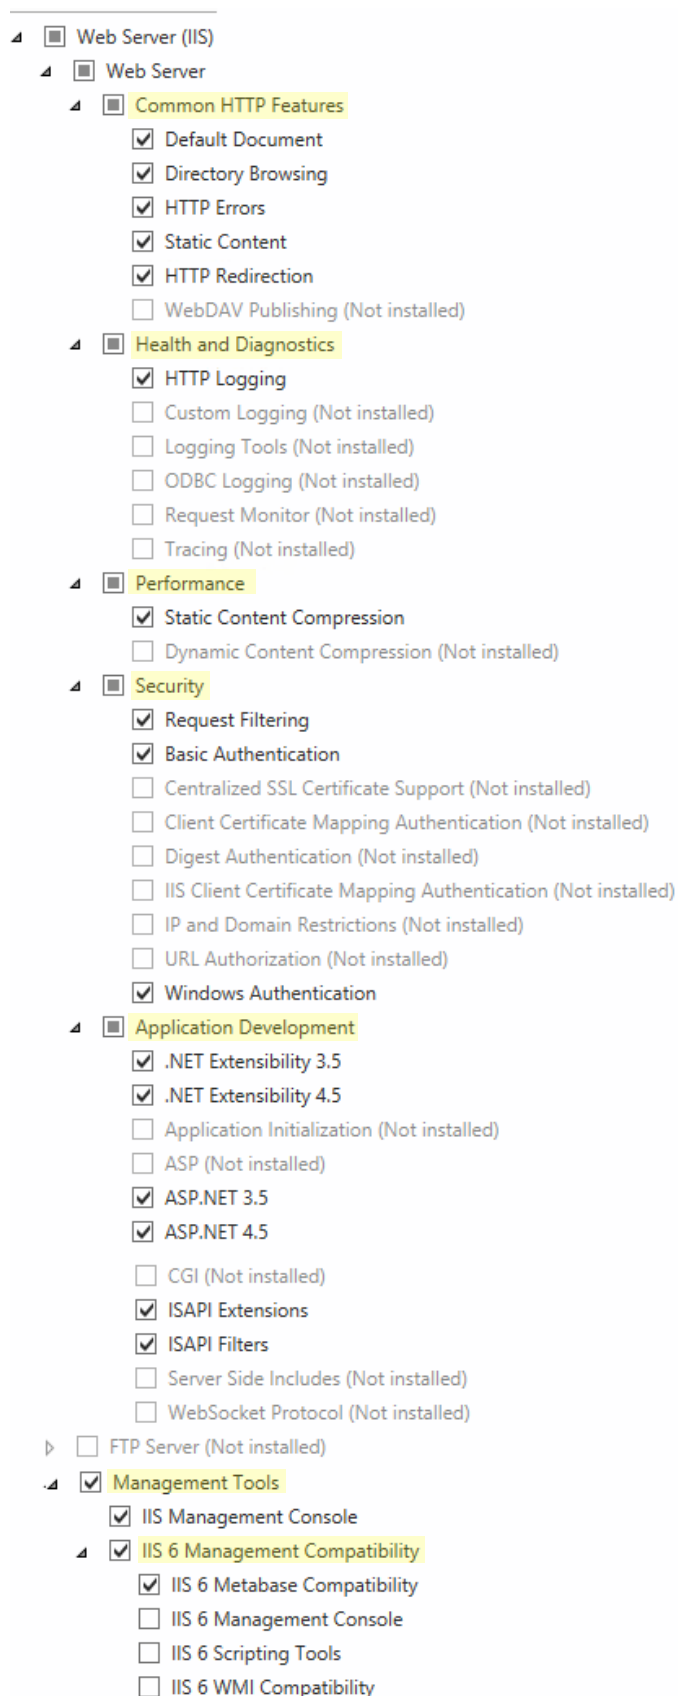 Web Server (IIS)
Web Server
Common HTTP Features
Default Document
Directory Browsing
HTTP Errors
Static Content
HTTP Redirection
WebDAV Publishing (Not installed)
Health and Diagnostics
HTTP Logging
Custom Logging (Not installed)
Logging Tools (Not installed)
ODBC Logging (Not installed)
Request Monitor (Not installed)
Tracing (Not installed)
Performance
Static Content Compression
Dynamic Content Compression (Not installed)
Security
Request Filtering
Basic Authentication
Centralized SSL Certificate Support (Not installed)
Client Certificate Mapping Authentication (Not installed)
Digest Authentication (Not installed)
IIS Client Certificate Mapping Authentication (Not installed)
IP and Domain Restrictions (Not installed)
URL Authorization (Not installed)
Windows Authentication
Application Development
.NET Extensibility 3.5
.NET Extensibility 4.5
Application Initialization (Not installed)
ASP (Not installed)
ASP.NET 3.5
ASP.NET 4.5
CGI (Not installed)
ISAPI Extensions
ISAPI Filters
Server Side Includes (Not installed)
WebSocket Protocol (Not installed)
FTP Server (Not installed)
Management Tools
IIS Management Console
IIS 6 Management Compatibility
IIS 6 Metabase Compatibility
IIS 6 Management Console
IIS 6 Scripting Tools
IIS 6 WMI Compatibility